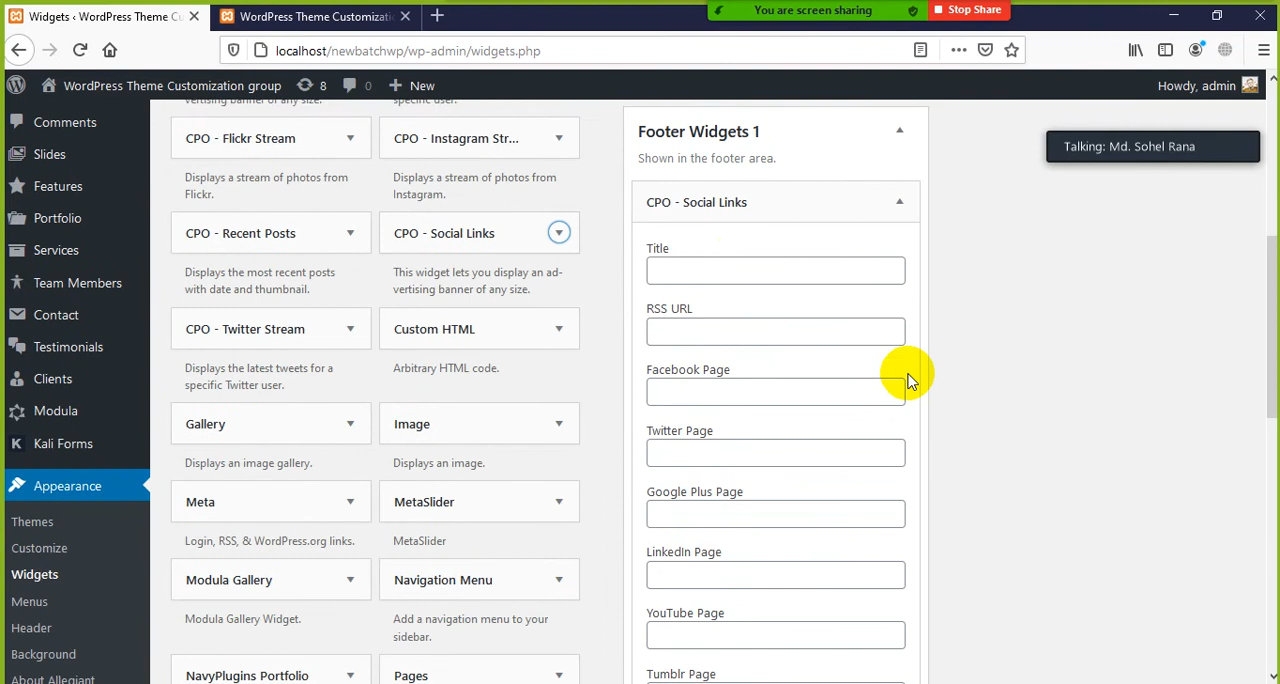 Widgets ‹ WordPress Theme C
WordPress Theme Customizati
You are screen sharing
Stop Share
localhost/newbatchwp/wp-admin/widgets.php
WordPress Theme Customization group
8
0
New
Howdy, admin
Talking: Md. Sohel Rana
Comments
Slides
Features
Portfolio
Services
Team Members
Contact
Testimonials
Clients
Modula
Kali Forms
Appearance
Themes
Customize
Widgets
Menus
Header
Background
About Allegiant
vertising banner of any size.
specific user.
CPO - Flickr Stream
CPO - Instagram Str...
Displays a stream of photos from
Flickr.
Displays a stream of photos from
Instagram.
CPO - Recent Posts
CPO - Social Links
Displays the most recent posts
with date and thumbnail.
This widget lets you display an ad-
vertising banner of any size.
CPO - Twitter Stream
Custom HTML
Displays the latest tweets for a
specific Twitter user.
Arbitrary HTML code.
Gallery
Image
Displays an image gallery.
Displays an image.
Meta
MetaSlider
Login, RSS, & WordPress.org links.
MetaSlider
Modula Gallery
Navigation Menu
Modula Gallery Widget.
Add a navigation menu to your
sidebar.
NavyPlugins Portfolio
Pages
Footer Widgets 1
Shown in the footer area.
CPO - Social Links
Title
RSS URL
Facebook Page
Twitter Page
Google Plus Page
LinkedIn Page
YouTube Page
Tumblr Page